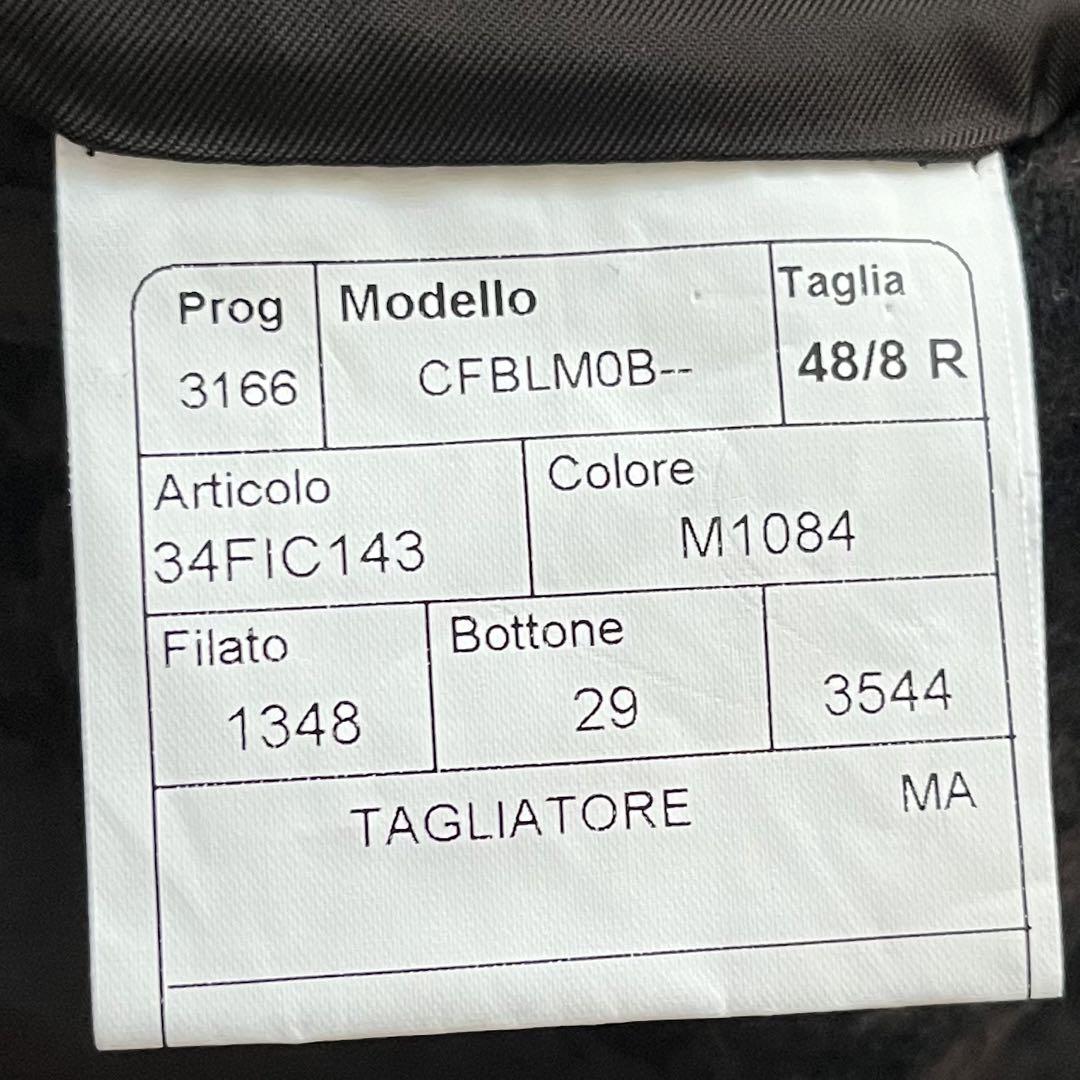 Prog Modello Taglia
3166 CFBLM0B-- 48/8 R
Articolo Colore
34FIC143 M1084
Filato Bottone
1348 29 3544
TAGLIATORE MA